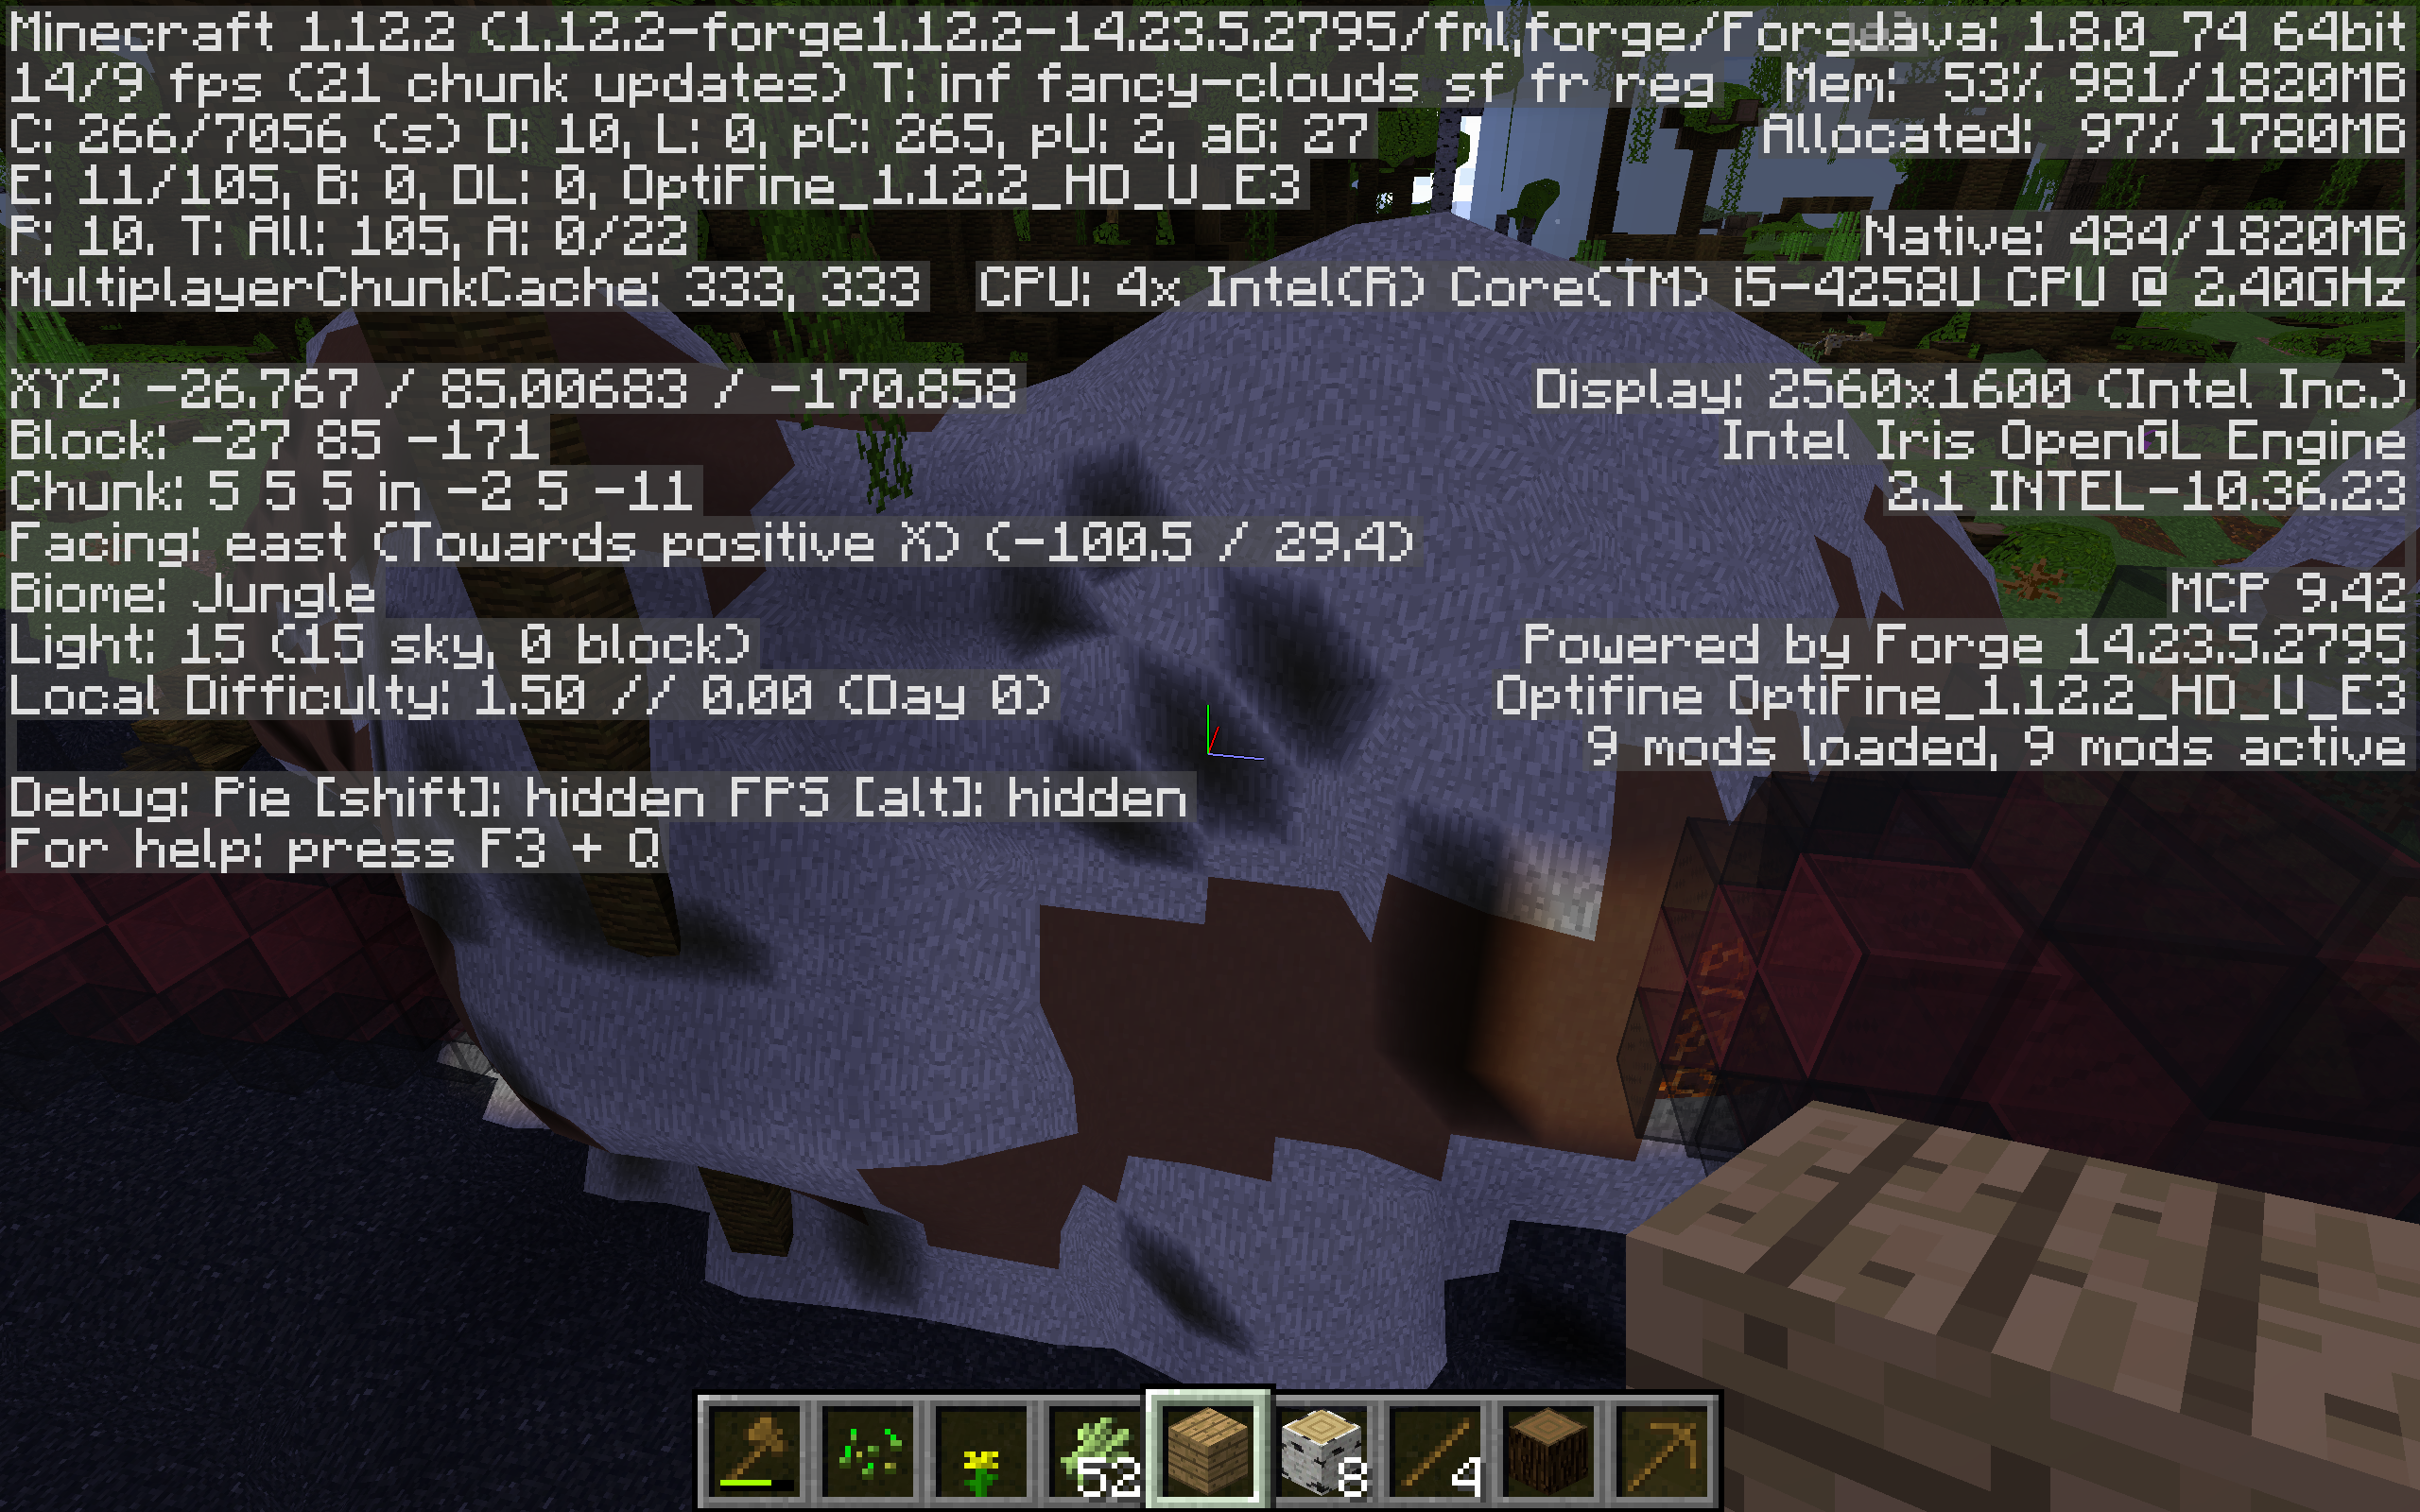 Minecraft 1.12.2 (1.12.2-forge1.12.2-14.23.5.2795/fml,forge/Forge
Java: 1.8.0_74 64bit
14/9 fps (21 chunk updates) T: inf fancy-clouds sf fr reg
Mem: 53% 981/1820MB
C: 266/7056 (s) D: 10, L: 0, pC: 265, pU: 2, aB: 27
Allocated: 97% 1780MB
E: 11/105, B: 0, DL: 0, OptiFine_1.12.2_HD_U_E3
P: 10. T: All: 105, A: 0/22
Native: 484/1820MB
MultiplayerChunkCache: 333, 333
CPU: 4x Intel(R) Core(TM) i5-4258U CPU @ 2.40GHz
XYZ: -26.767 / 85.00683 / -170.858
Display: 2560x1600 (Intel Inc.)
Block: -27 85 -171
Intel Iris OpenGL Engine
Chunk: 5 5 5 in -2 5 -11
2.1 INTEL-10.36.23
Facing: east (Towards positive X) (-100.5 / 29.4)
Biome: Jungle
MCP 9.42
Light: 15 (15 sky, 0 block)
Powered by Forge 14.23.5.2795
Local Difficulty: 1.50 // 0.00 (Day 0)
Optifine OptiFine_1.12.2_HD_U_E3
9 mods loaded, 9 mods active
Debug: Pie [shift]: hidden FPS [alt]: hidden
For help: press F3 + Q
52
8
4